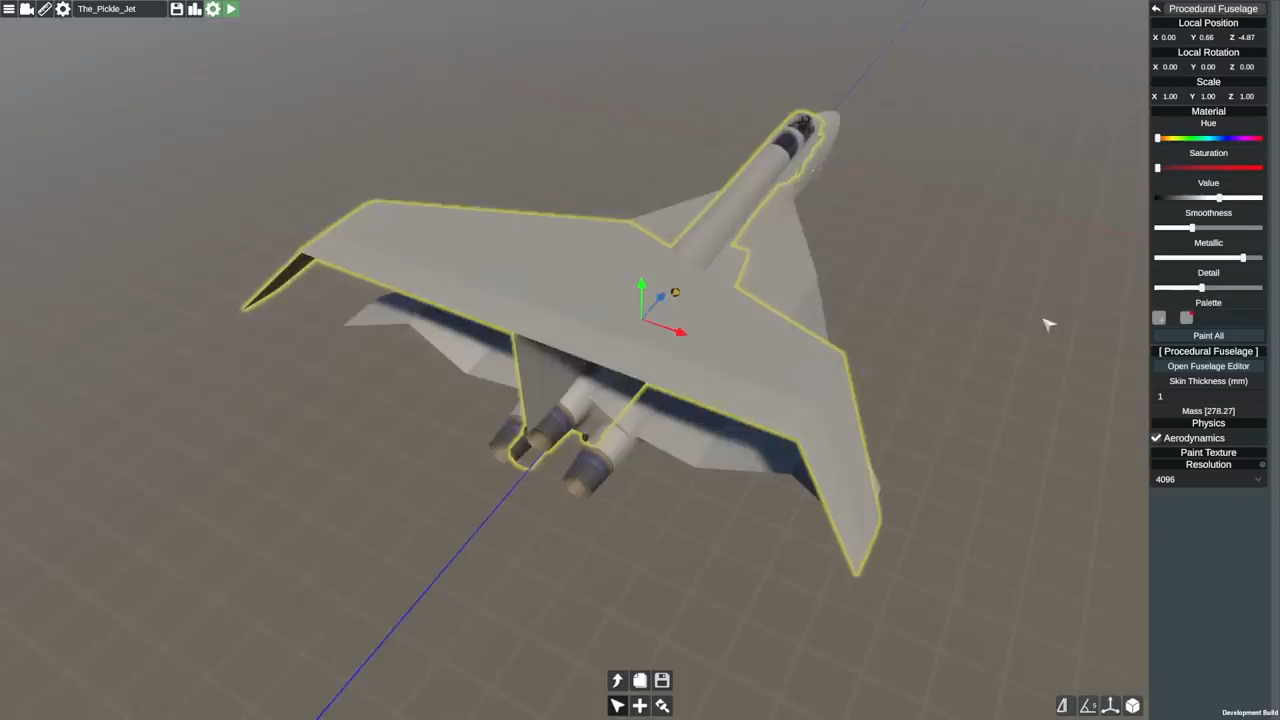 The_Pickle_Jet
Procedural Fuselage
Local Position
X 0.00 Y 0.66 Z -4.87
Local Rotation
X 0.00 Y 0.00 Z 0.00
Scale
X 1.00 Y 1.00 Z 1.00
Material
Hue
Saturation
Value
Smoothness
Metallic
Detail
Palette
Paint All
[ Procedural Fuselage ]
Open Fuselage Editor
Skin Thickness (mm)
1
Mass [278.27]
Physics
Aerodynamics
Paint Texture
Resolution
4096
Development Build